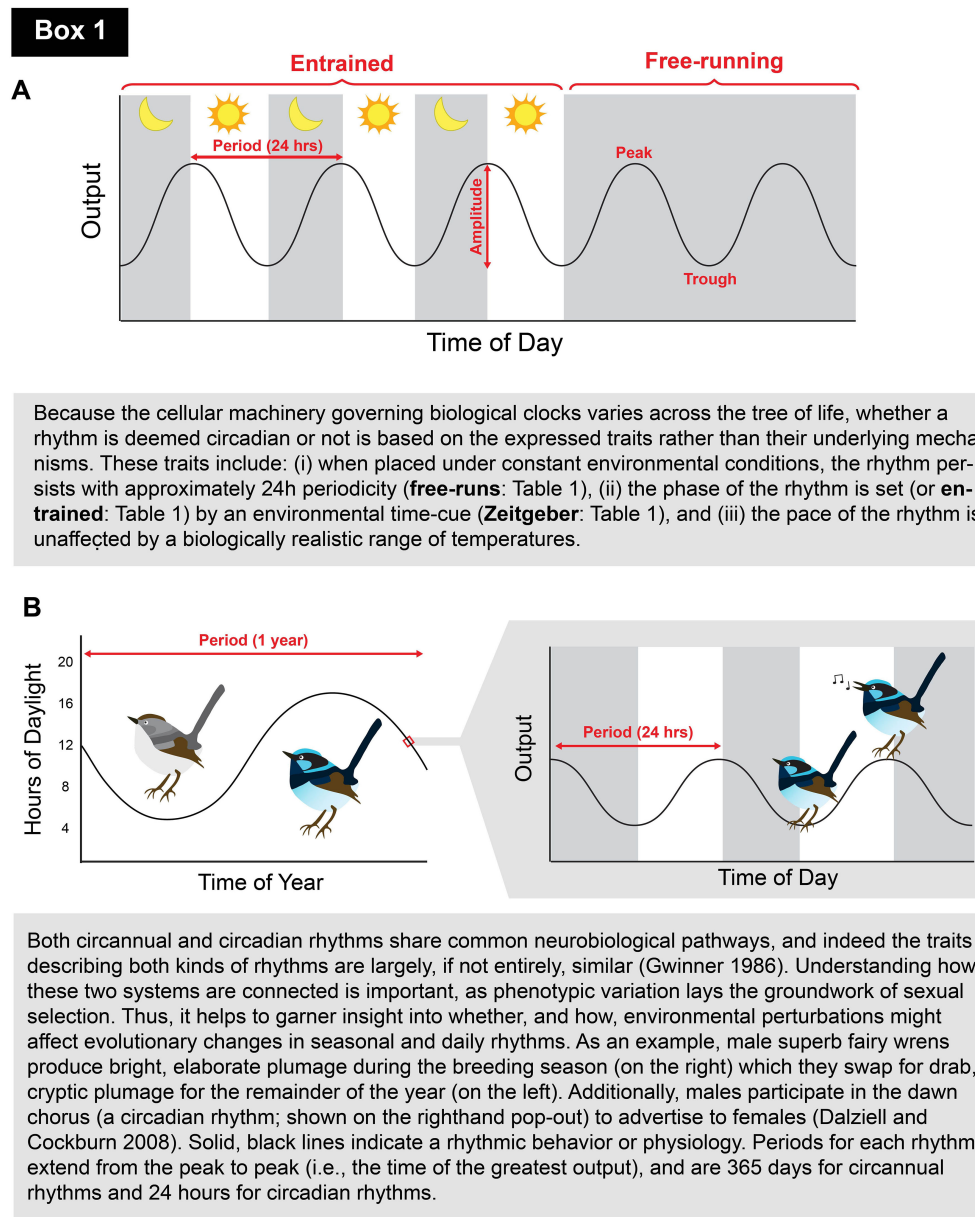 Box 1
A
Entrained
Free-running
Period (24 hrs)
Peak
Amplitude
Trough
Output
Time of Day
Because the cellular machinery governing biological clocks varies across the tree of life, whether a
rhythm is deemed circadian or not is based on the expressed traits rather than their underlying mecha
nisms. These traits include: (i) when placed under constant environmental conditions, the rhythm per-
sists with approximately 24h periodicity (free-runs: Table 1), (ii) the phase of the rhythm is set (or en-
trained: Table 1) by an environmental time-cue (Zeitgeber: Table 1), and (iii) the pace of the rhythm is
unaffected by a biologically realistic range of temperatures.
B
Period (1 year)
Hours of Daylight
20
16
12
8
4
Time of Year
Output
Period (24 hrs)
Time of Day
Both circannual and circadian rhythms share common neurobiological pathways, and indeed the traits
describing both kinds of rhythms are largely, if not entirely, similar (Gwinner 1986). Understanding how
these two systems are connected is important, as phenotypic variation lays the groundwork of sexual
selection. Thus, it helps to garner insight into whether, and how, environmental perturbations might
affect evolutionary changes in seasonal and daily rhythms. As an example, male superb fairy wrens
produce bright, elaborate plumage during the breeding season (on the right) which they swap for drab,
cryptic plumage for the remainder of the year (on the left). Additionally, males participate in the dawn
chorus (a circadian rhythm; shown on the righthand pop-out) to advertise to females (Dalziell and
Cockburn 2008). Solid, black lines indicate a rhythmic behavior or physiology. Periods for each rhythm
extend from the peak to peak (i.e., the time of the greatest output), and are 365 days for circannual
rhythms and 24 hours for circadian rhythms.